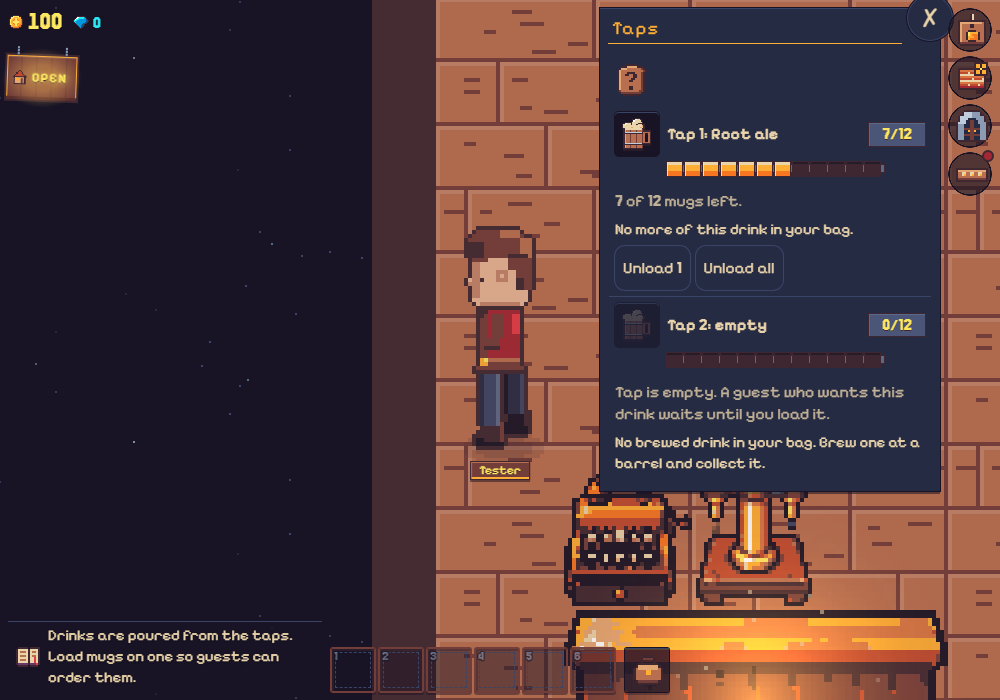 100 0
OPEN
Taps
?
Tap 1: Root ale 7/12
7 of 12 mugs left.
No more of this drink in your bag.
Unload 1 Unload all
Tap 2: empty 0/12
Tap is empty. A guest who wants this
drink waits until you load it.
No brewed drink in your bag. Brew one at a
barrel and collect it.
X
Tester
Drinks are poured from the taps.
Load mugs on one so guests can
order them.
1 2 3 4 5 6